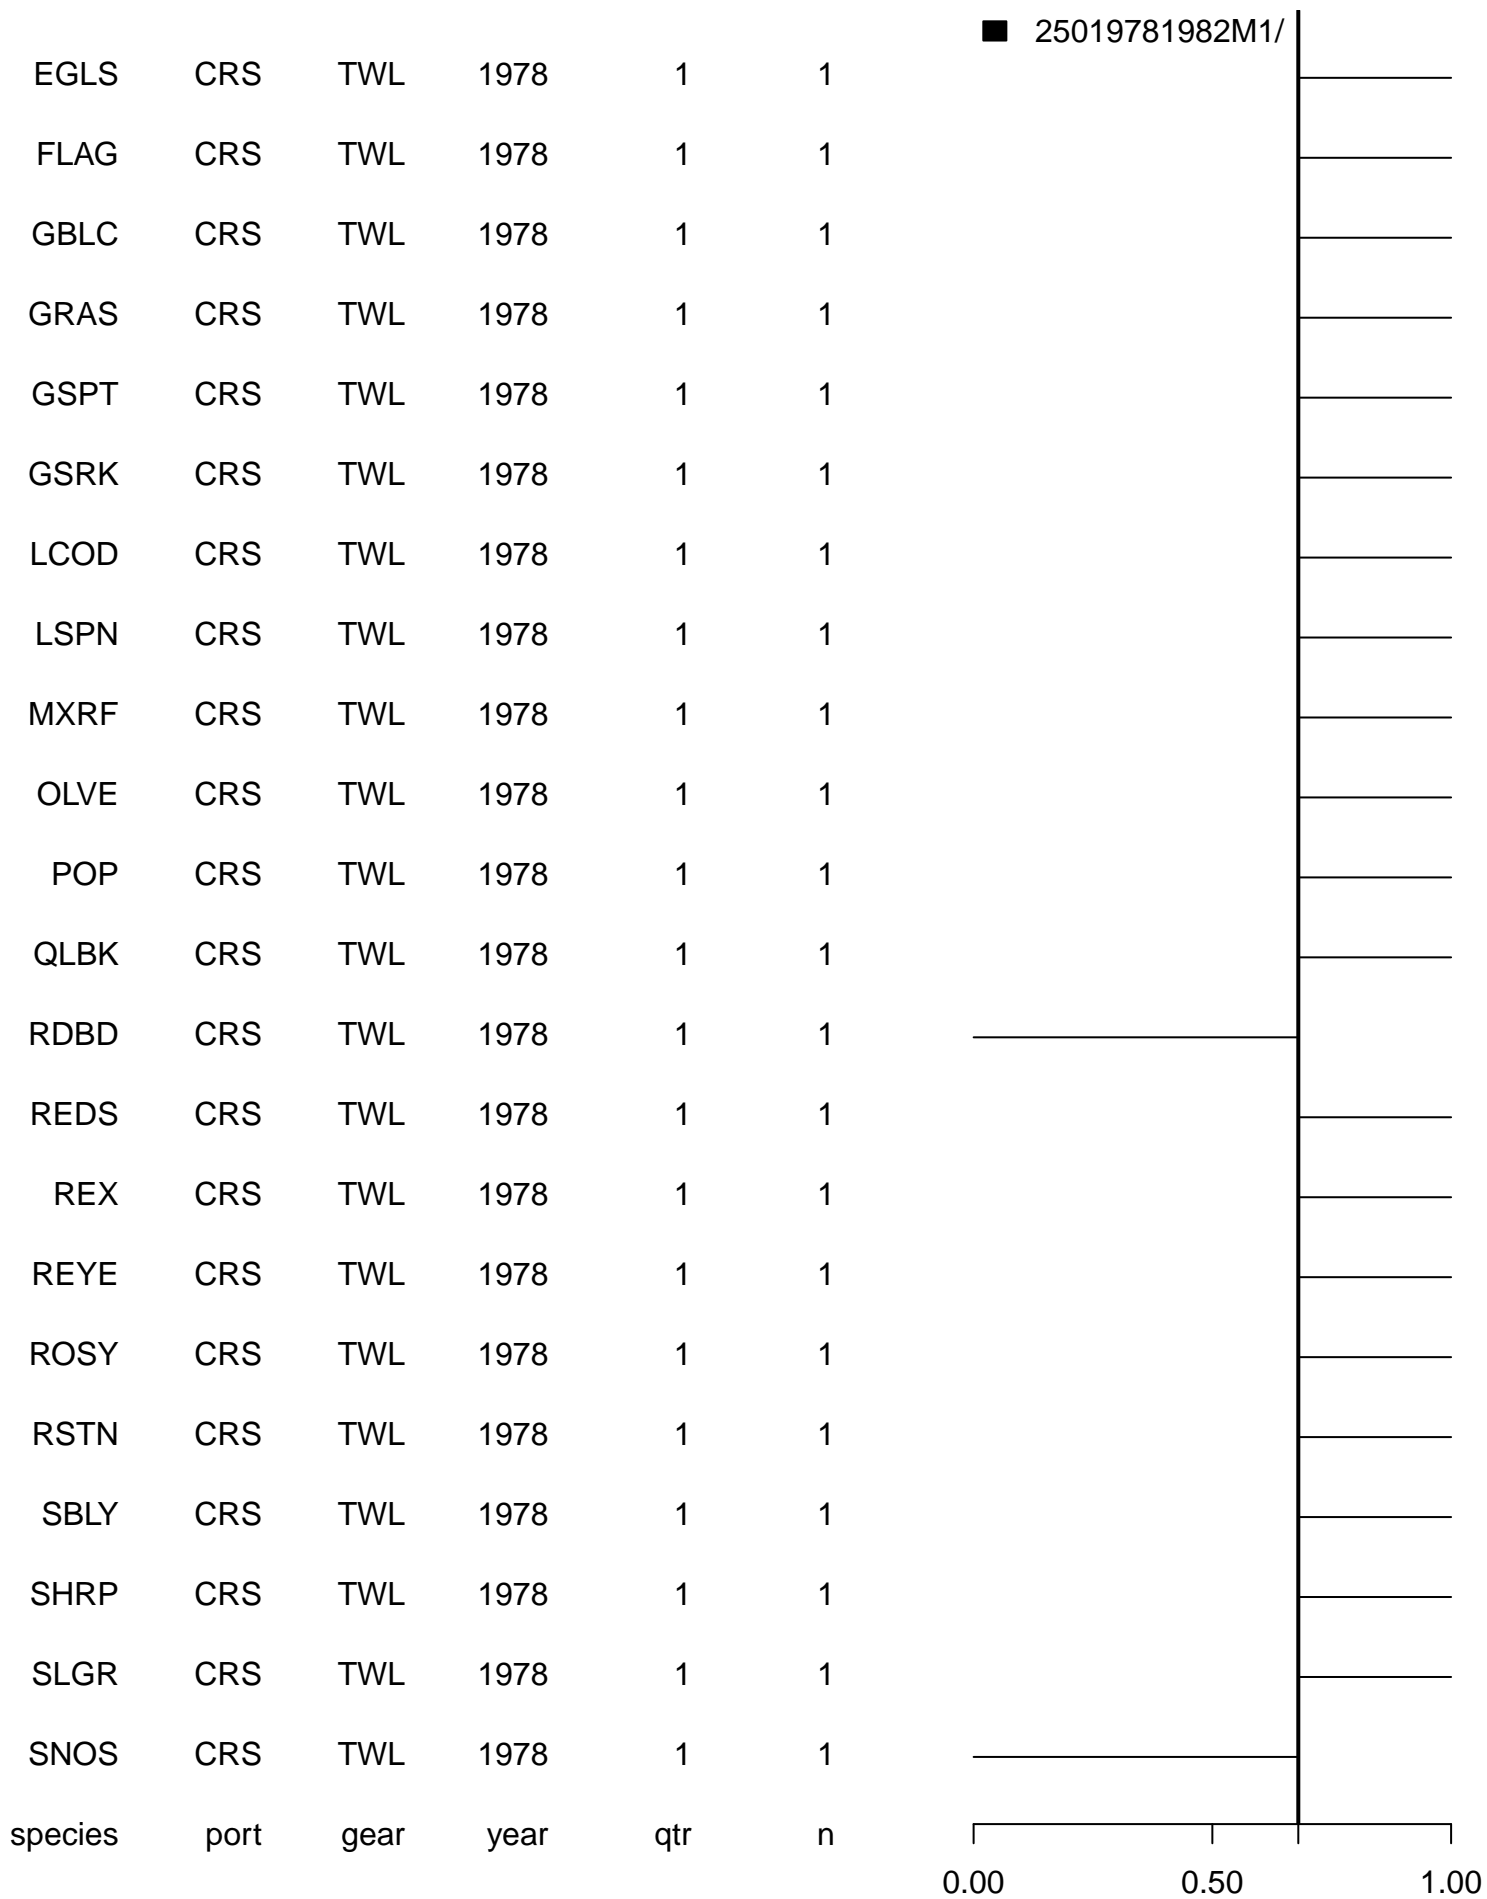 25019781982M1/
EGLS CRS TWL 1978 1 1
FLAG CRS TWL 1978 1 1
GBLC CRS TWL 1978 1 1
GRAS CRS TWL 1978 1 1
GSPT CRS TWL 1978 1 1
GSRK CRS TWL 1978 1 1
LCOD CRS TWL 1978 1 1
LSPN CRS TWL 1978 1 1
MXRF CRS TWL 1978 1 1
OLVE CRS TWL 1978 1 1
POP CRS TWL 1978 1 1
QLBK CRS TWL 1978 1 1
RDBD CRS TWL 1978 1 1
REDS CRS TWL 1978 1 1
REX CRS TWL 1978 1 1
REYE CRS TWL 1978 1 1
ROSY CRS TWL 1978 1 1
RSTN CRS TWL 1978 1 1
SBLY CRS TWL 1978 1 1
SHRP CRS TWL 1978 1 1
SLGR CRS TWL 1978 1 1
SNOS CRS TWL 1978 1 1
species port gear year qtr n
0.00 0.50 1.00